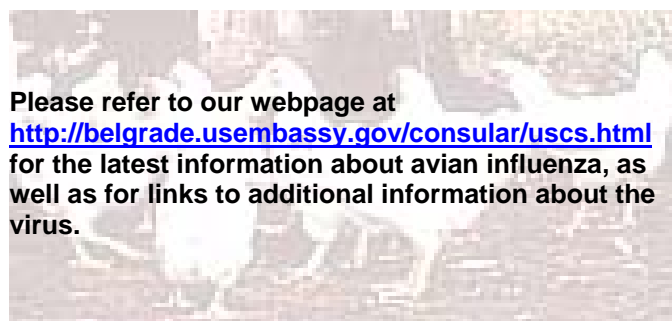 Please refer to our webpage at
http://belgrade.usembassy.gov/consular/uscs.html
for the latest information about avian influenza, as
well as for links to additional information about the
virus.